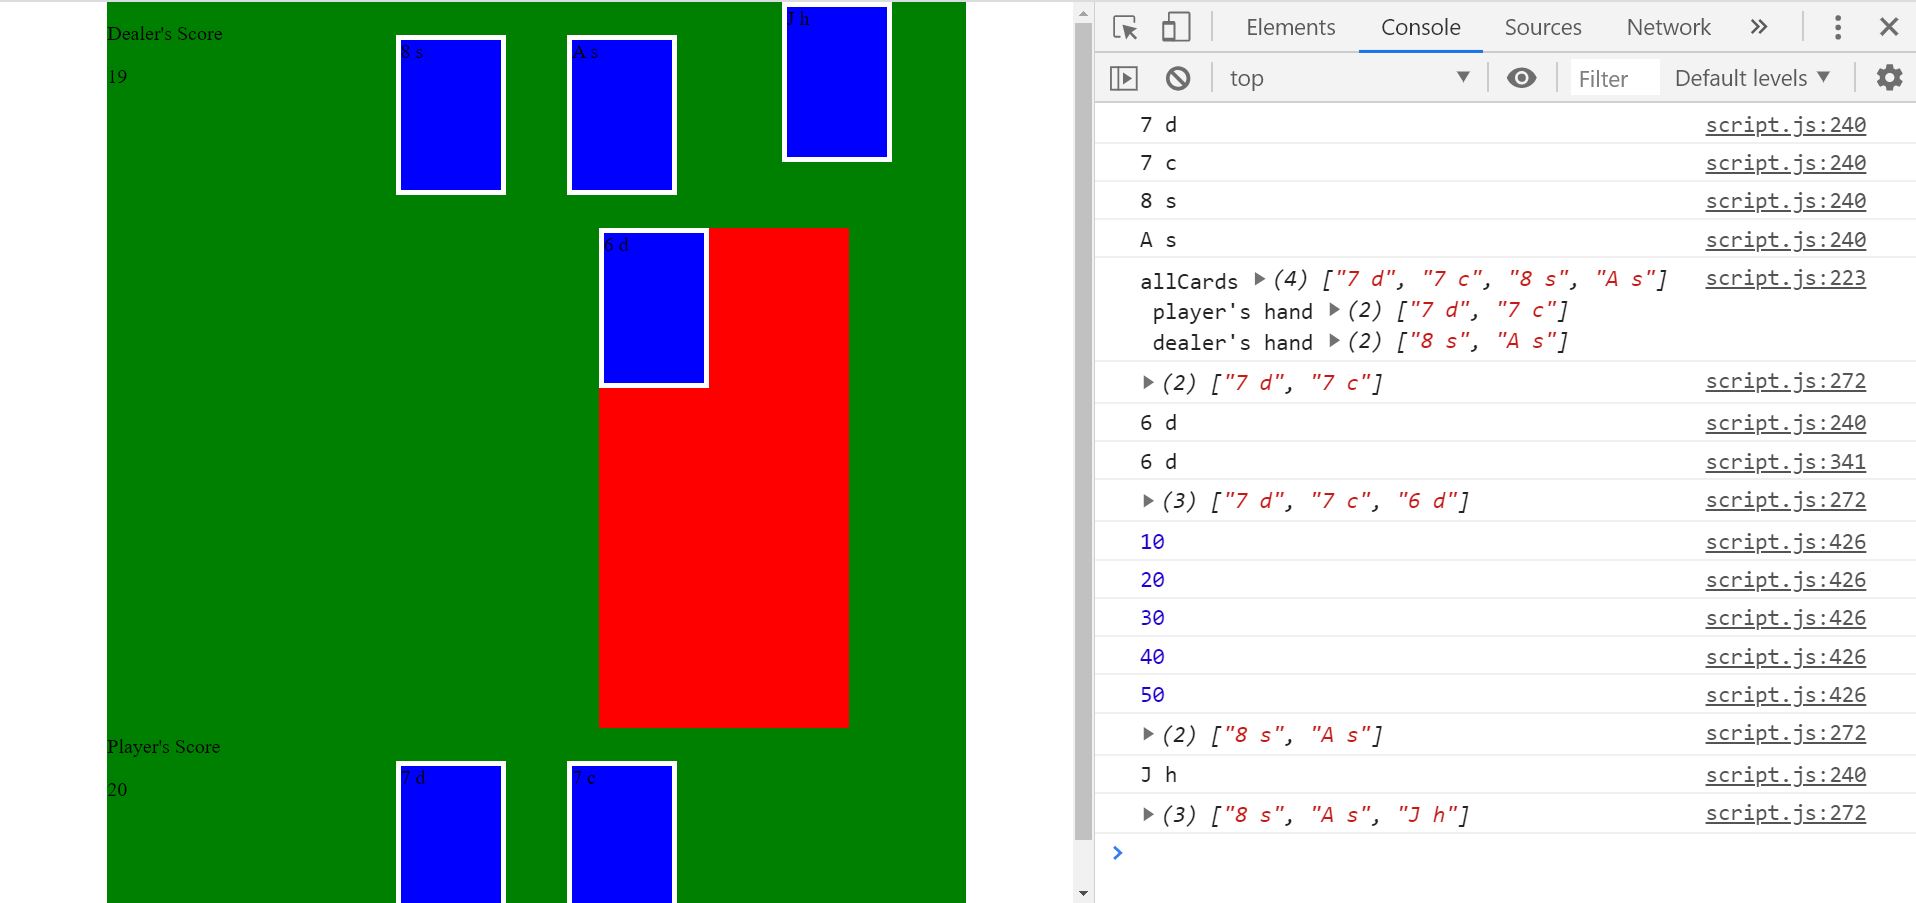 J h
Dealer's Score
8 s
A s
19
6 d
Player's Score
7 d
7 c
20
Elements Console Sources Network
top Filter Default levels
7 d script.js:240
7 c script.js:240
8 s script.js:240
A s script.js:240
allCards (4) ["7 d", "7 c", "8 s", "A s"] script.js:223
player's hand (2) ["7 d", "7 c"]
dealer's hand (2) ["8 s", "A s"]
(2) ["7 d", "7 c"] script.js:272
6 d script.js:240
6 d script.js:341
(3) ["7 d", "7 c", "6 d"] script.js:272
10 script.js:426
20 script.js:426
30 script.js:426
40 script.js:426
50 script.js:426
(2) ["8 s", "A s"] script.js:272
J h script.js:240
(3) ["8 s", "A s", "J h"] script.js:272